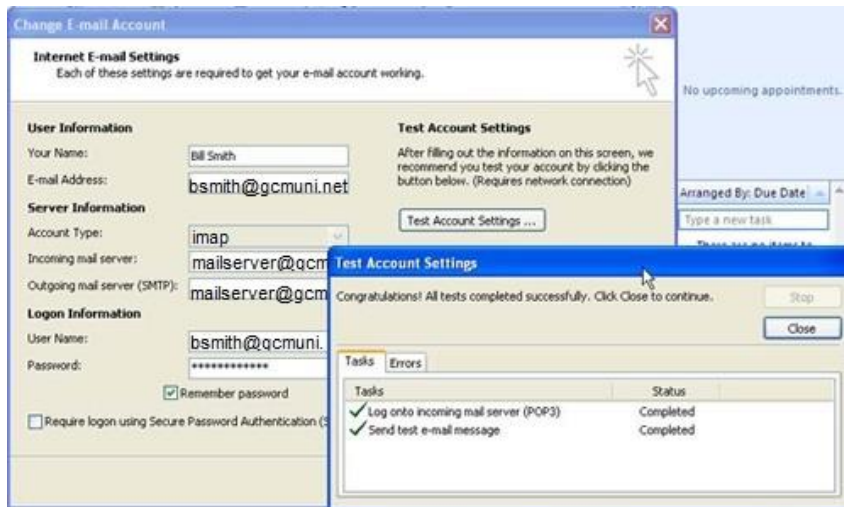 Change E-mail Account
Internet E-mail Settings
Each of these settings are required to get your e-mail account working.
No upcoming appointments.
User Information
Your Name:
Bill Smith
E-mail Address:
bsmith@gcmuni.net
Server Information
Account Type:
imap
Incoming mail server:
mailserver@gcm
Outgoing mail server (SMTP):
mailserver@gcm
Logon Information
User Name:
bsmith@gcmuni.
Password:
************
Remember password
Require logon using Secure Password Authentication (S
Test Account Settings
After filling out the information on this screen, we
recommend you test your account by clicking the
button below. (Requires network connection)
Test Account Settings ...
Arranged By: Due Date
Type a new task
There are no items to
Test Account Settings
Congratulations! All tests completed successfully. Click Close to continue.
Stop
Close
Tasks
Errors
Tasks Status
Log onto incoming mail server (POP3) Completed
Send test e-mail message Completed